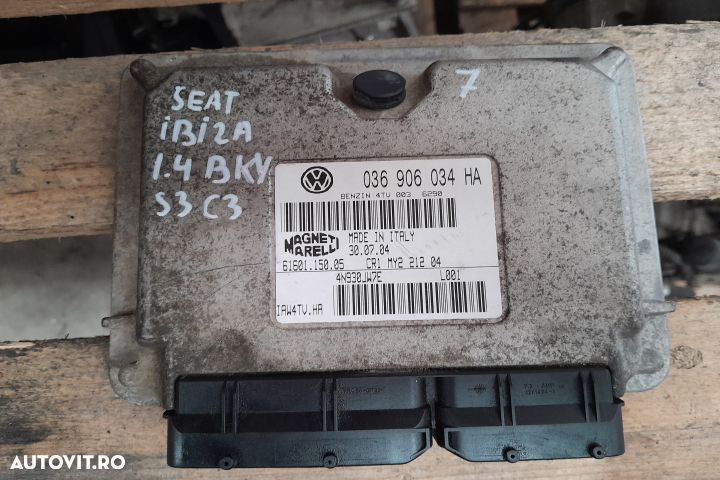 7
SEAT
iBiZA
1.4 BKY
S3 C3
036 906 034 HA
BENZIN 4TV 003 6290
MAGNETI MARELLI
MADE IN ITALY
30.07.04
61601.150.05 CR1 MY2 212 04
4N930JW7E L001
IAW4TV.HA
AUTOVIT.RO